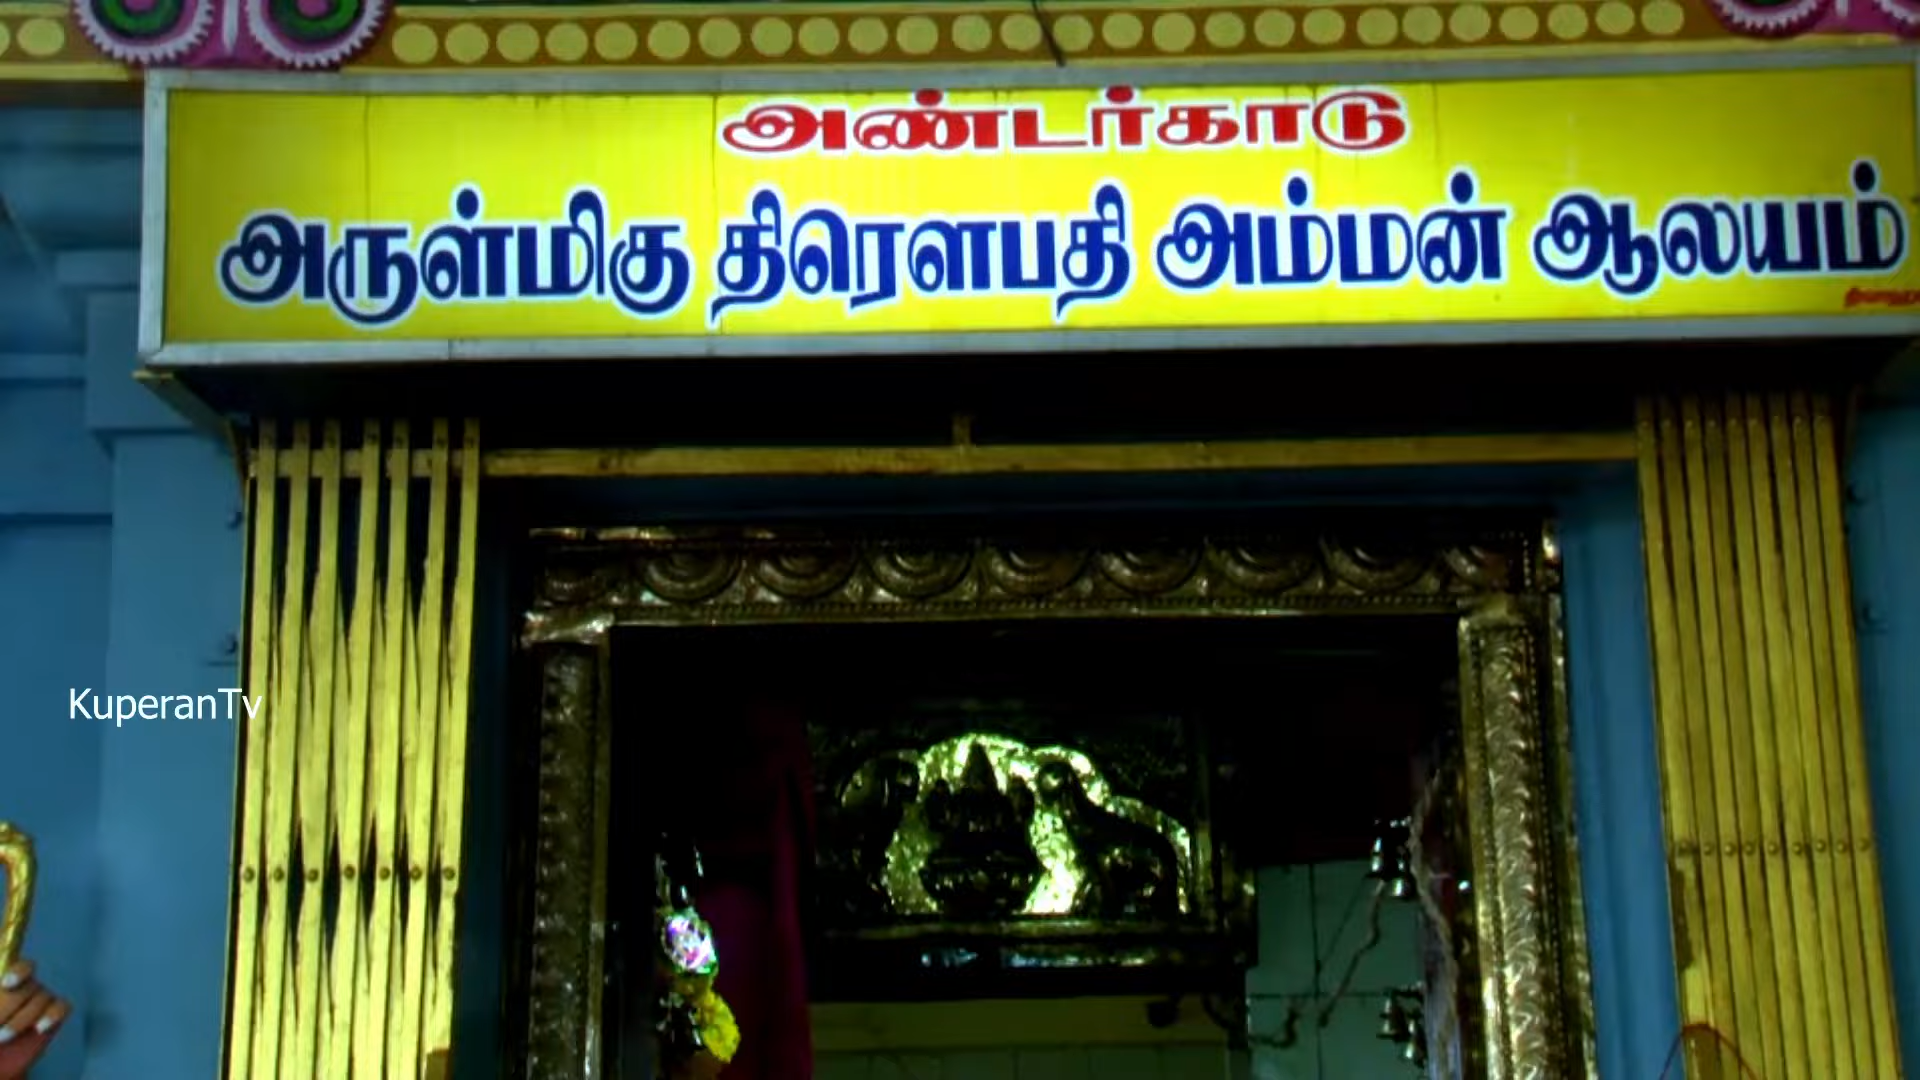 அண்டர்காடு
அருள்மிகு திரௌபதி அம்மன் ஆலயம்
KuperanTv